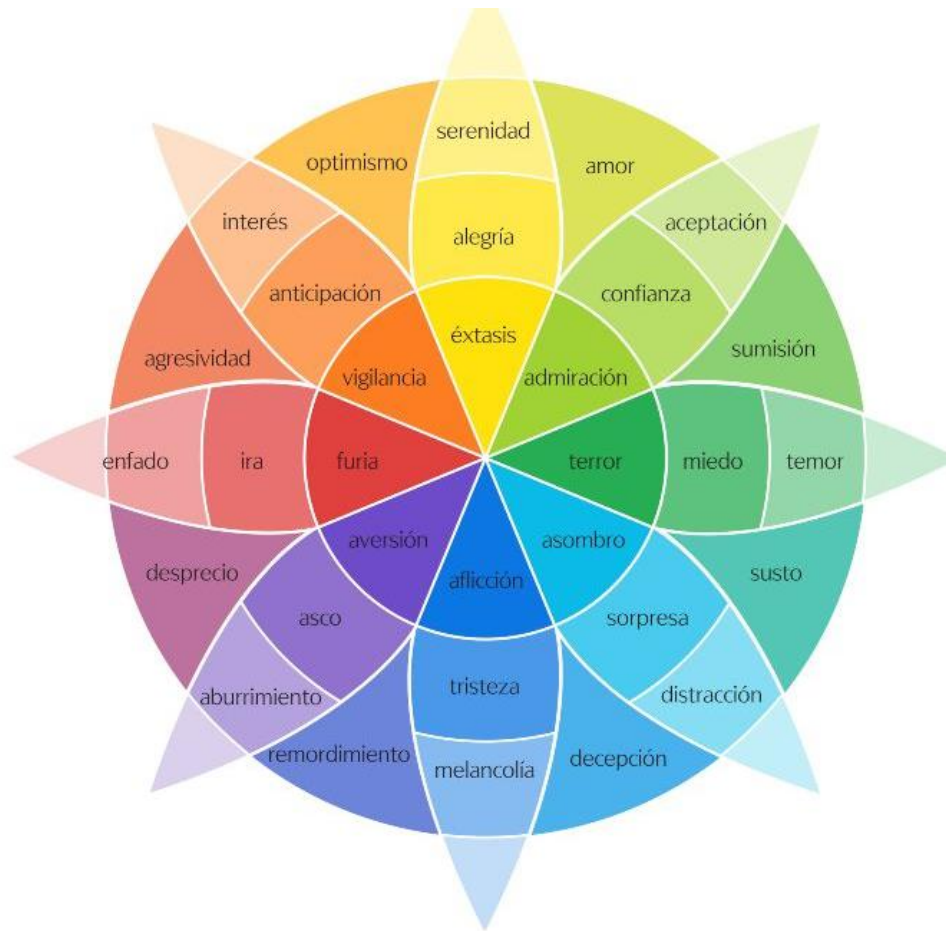 serenidad
optimismo
amor
interés
aceptación
alegría
anticipación
confianza
éxtasis
agresividad
sumisión
vigilancia
admiración
enfado
ira
furia
terror
miedo
temor
aversión
asombro
desprecio
aflicción
susto
asco
sorpresa
tristeza
aburrimiento
distracción
remordimiento
melancolía
decepción